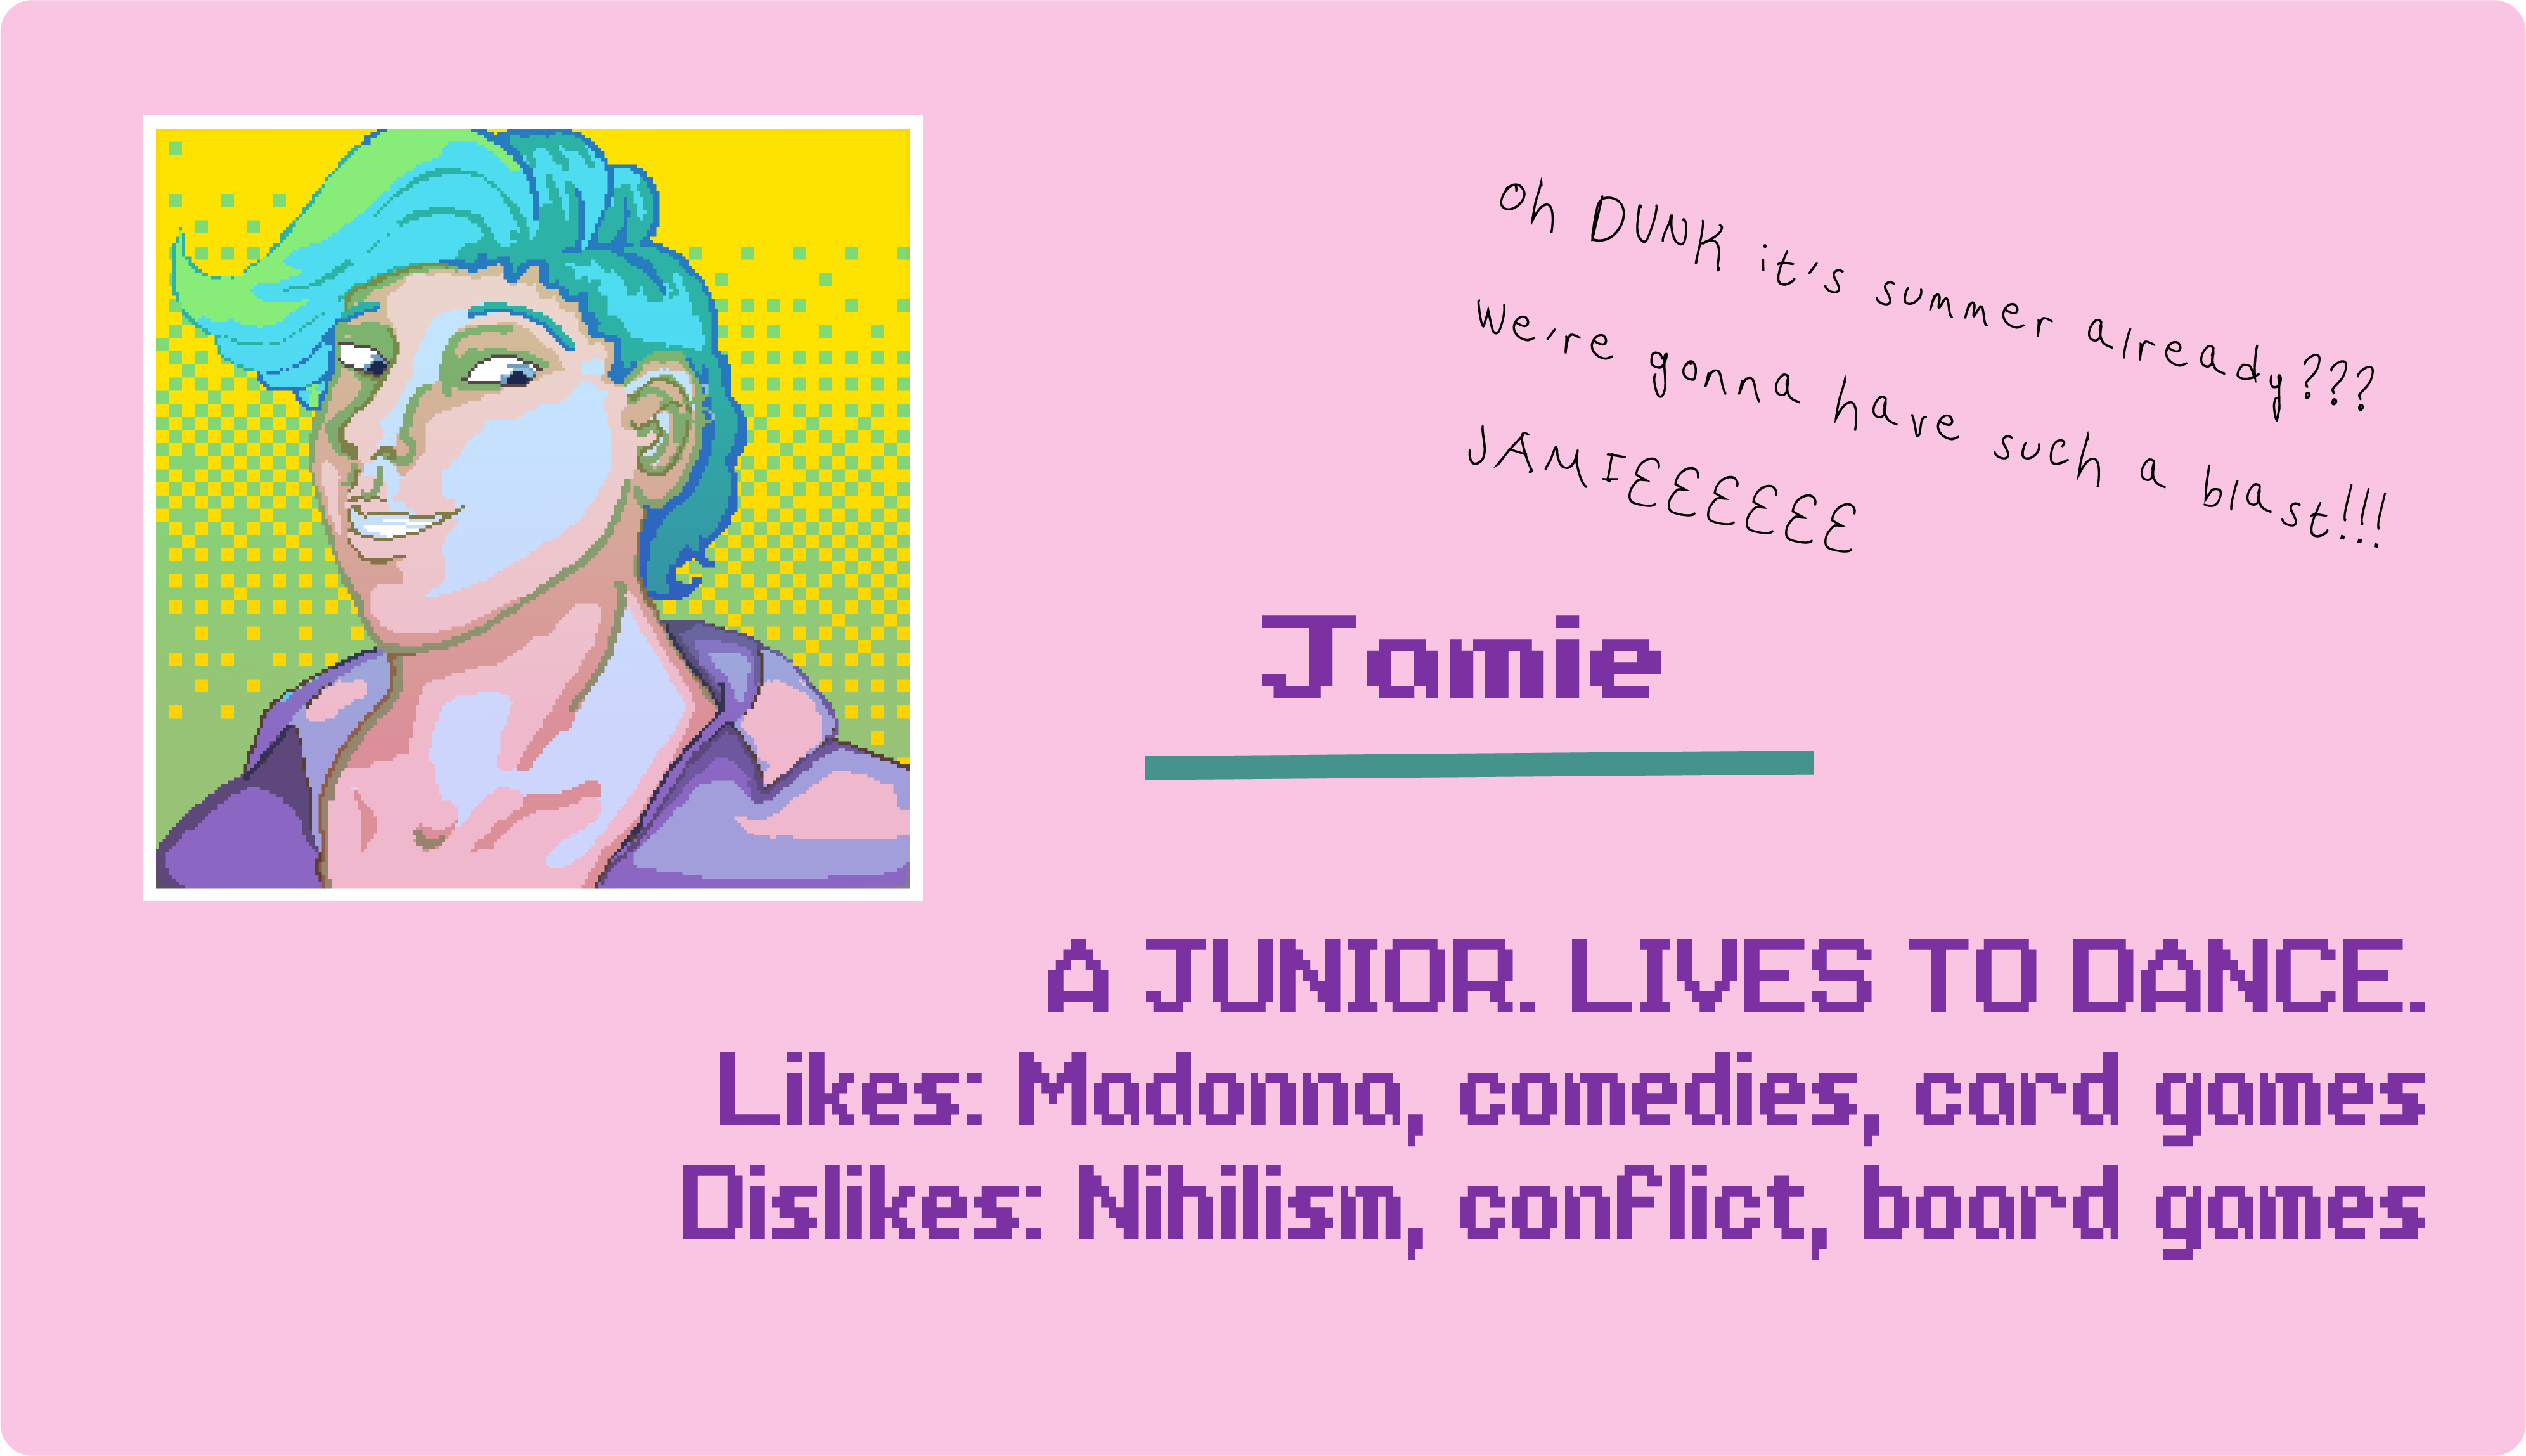 Oh DUNK it's summer already???
We're gonna have such a blast!!!
JAMIEEEEEE
Jamie
A JUNIOR. LIVES TO DANCE.
Likes: Madonna, comedies, card games
Dislikes: Nihilism, conflict, board games